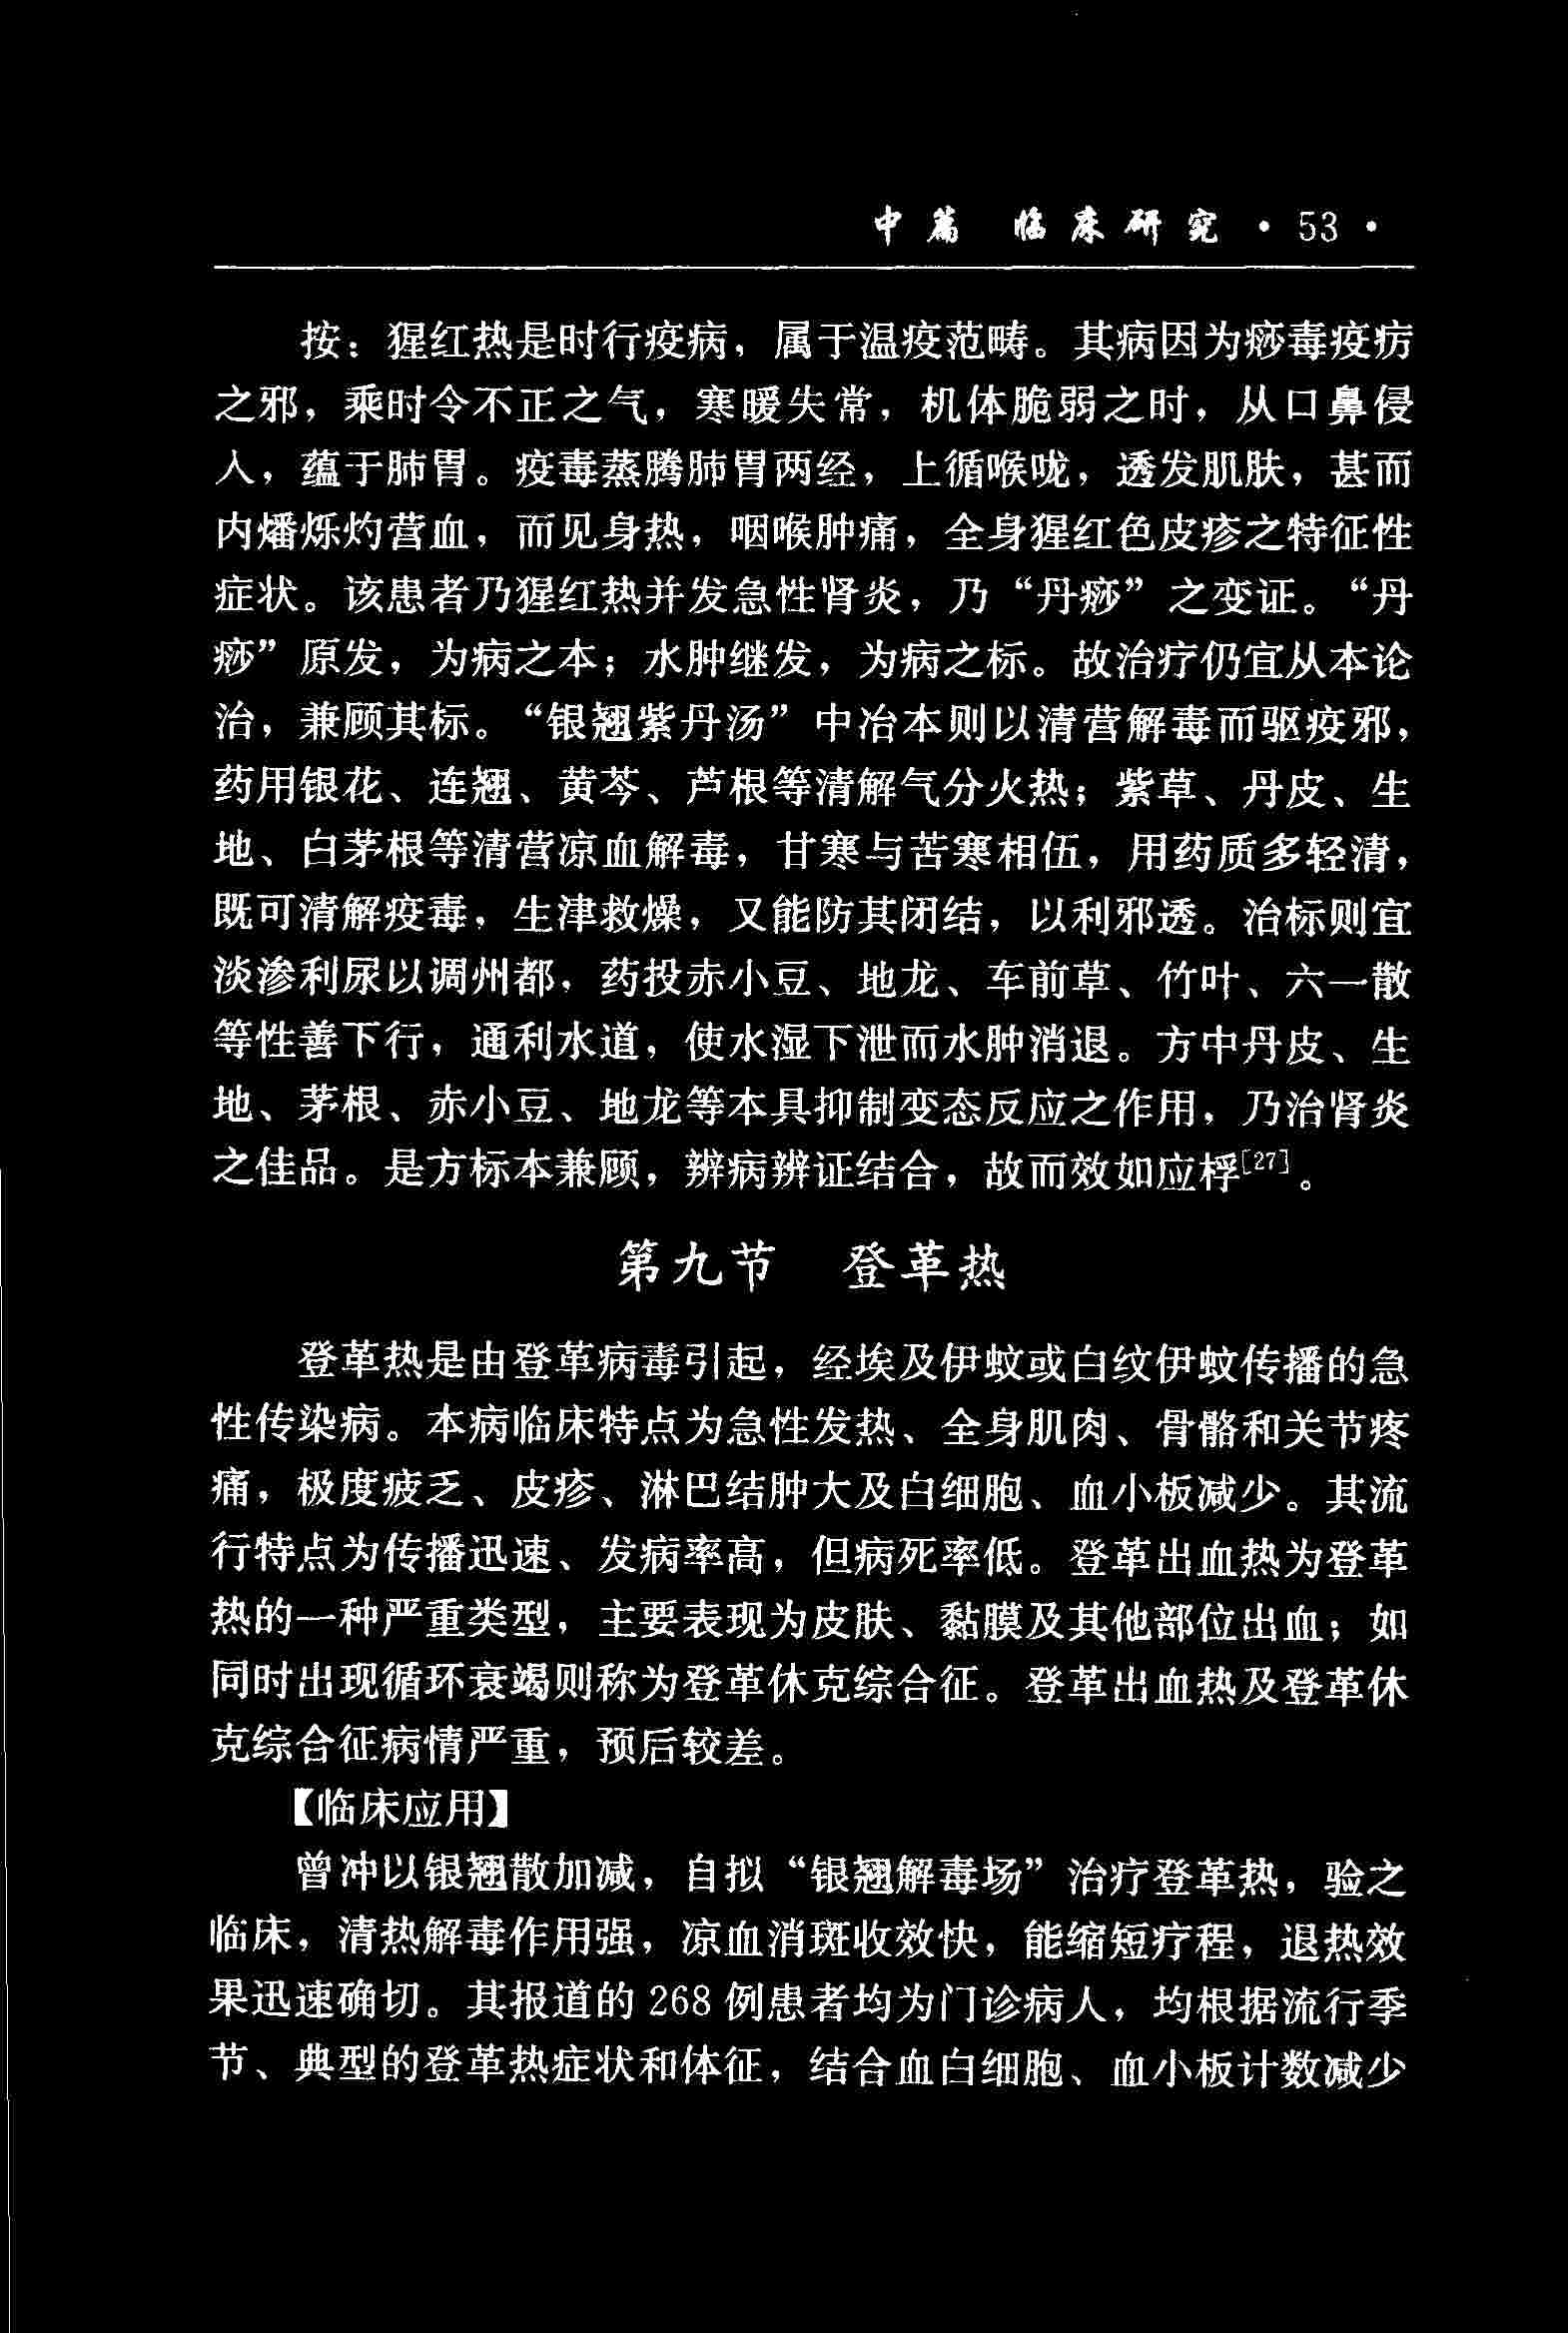 中篇 临床研究 · 53 ·
按：猩红热是时行疫病，属于温疫范畴。其病因为痧毒疫疠
之邪，乘时令不正之气，寒暖失常，机体脆弱之时，从口鼻侵
人，蕴于肺胃。疫毒蒸腾肺胃两经，上循喉咙，透发肌肤，甚而
内燔烁灼营血，而见身热，咽喉肿痛，全身猩红色皮疹之特征性
症状。该患者乃猩红热并发急性肾炎，乃“丹痧”之变证。“丹
痧”原发，为病之本；水肿继发，为病之标。故治疗仍宜从本论
治，兼顾其标。“银翘紫丹汤”中冶本则以清营解毒而驱疫邪，
药用银花、连翘、黄芩、芦根等清解气分火热；紫草、丹皮、生
地、白茅根等清营凉血解毒，甘寒与苦寒相伍，用药质多轻清，
既可清解疫毒，生津救燥，又能防其闭结，以利邪透。治标则宜
淡渗利尿以调州都，药投赤小豆、地龙、车前草、竹叶、六一散
等性善下行，通利水道，使水湿下泄而水肿消退。方中丹皮、生
地、茅根、赤小豆、地龙等本具抑制变态反应之作用，乃治肾炎
之佳品。是方标本兼顾，辨病辨证结合，故而效如应桴[27]。
第九节 登革热
登革热是由登革病毒引起，经埃及伊蚊或白纹伊蚊传播的急
性传染病。本病临床特点为急性发热、全身肌肉、骨骼和关节疼
痛，极度疲乏、皮疹、淋巴结肿大及白细胞、血小板减少。其流
行特点为传播迅速、发病率高，但病死率低。登革出血热为登革
热的一种严重类型，主要表现为皮肤、黏膜及其他部位出血；如
同时出现循环衰竭则称为登革休克综合征。登革出血热及登革休
克综合征病情严重，预后较差。
【临床应用】
曾冲以银翘散加减，自拟“银翘解毒场”治疗登革热，验之
临床，清热解毒作用强，凉血消斑收效快，能缩短疗程，退热效
果迅速确切。其报道的 268 例患者均为门诊病人，均根据流行季
节、典型的登革热症状和体征，结合血白细胞、血小板计数减少